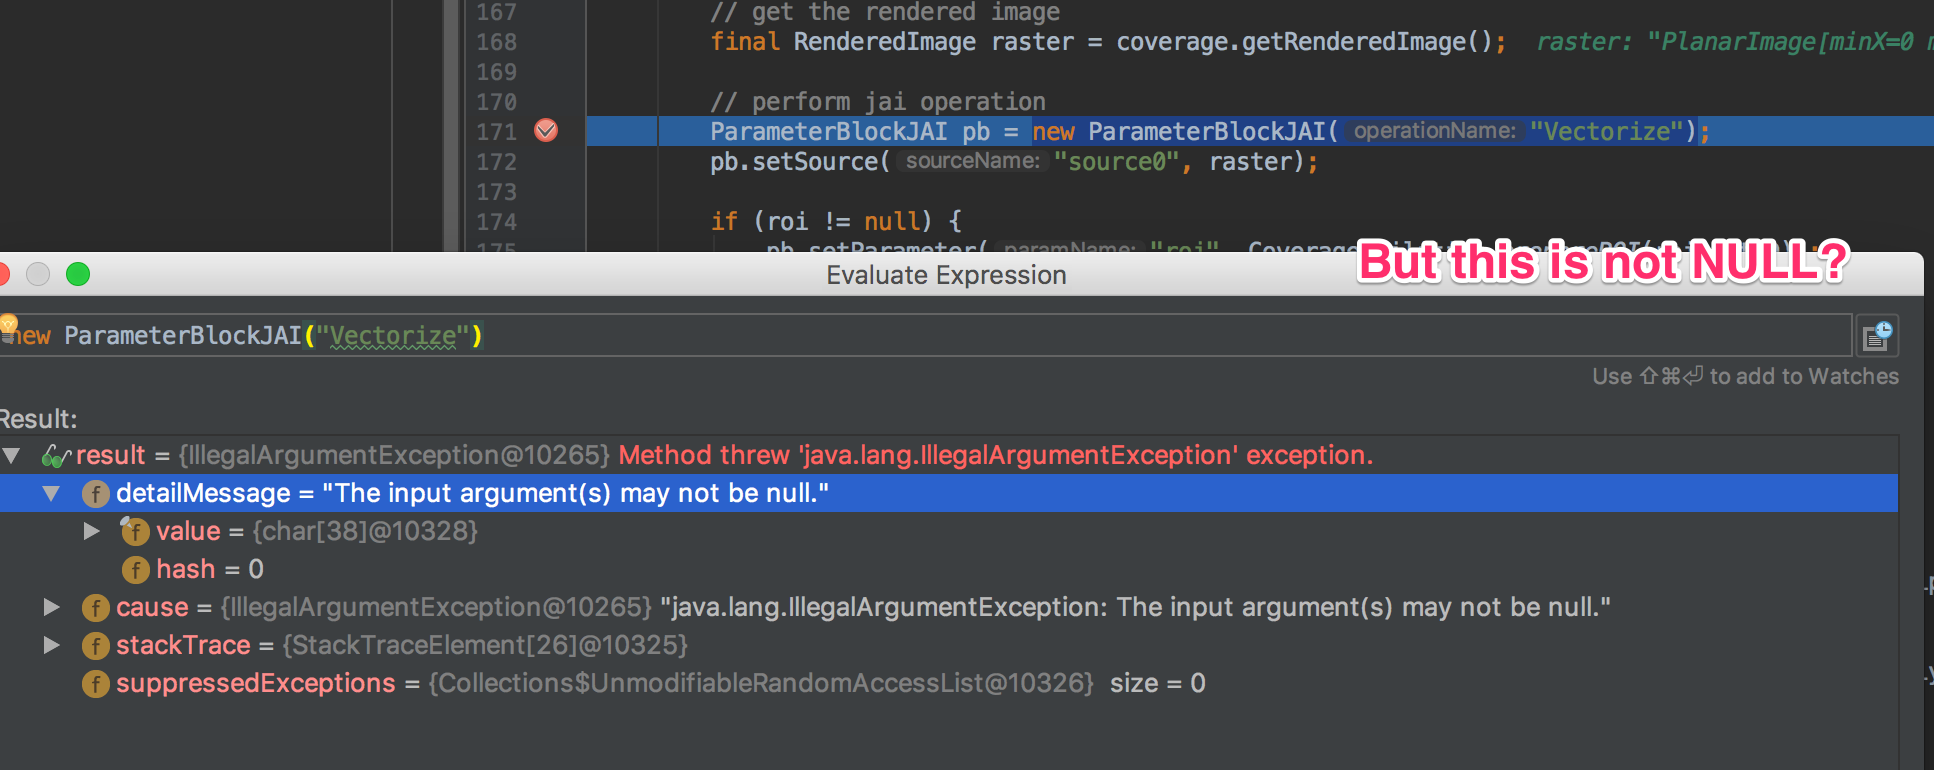 167 // get the rendered image
168 final RenderedImage raster = coverage.getRenderedImage(); raster: "PlanarImage[minX=0
169
170 // perform jai operation
171 ParameterBlockJAI pb = new ParameterBlockJAI( operationName: "Vectorize");
172 pb.setSource( sourceName: "source0", raster);
173
174 if (roi != null) {
175 pb.setParameter( paramName: "roi",
But this is not NULL?
Evaluate Expression
new ParameterBlockJAI("Vectorize")
Use ⇧⌘⏎ to add to Watches
Result:
result = {IllegalArgumentException@10265} Method threw 'java.lang.IllegalArgumentException' exception.
f detailMessage = "The input argument(s) may not be null."
f value = {char[38]@10328}
f hash = 0
f cause = {IllegalArgumentException@10265} "java.lang.IllegalArgumentException: The input argument(s) may not be null."
f stackTrace = {StackTraceElement[26]@10325}
f suppressedExceptions = {Collections$UnmodifiableRandomAccessList@10326} size = 0